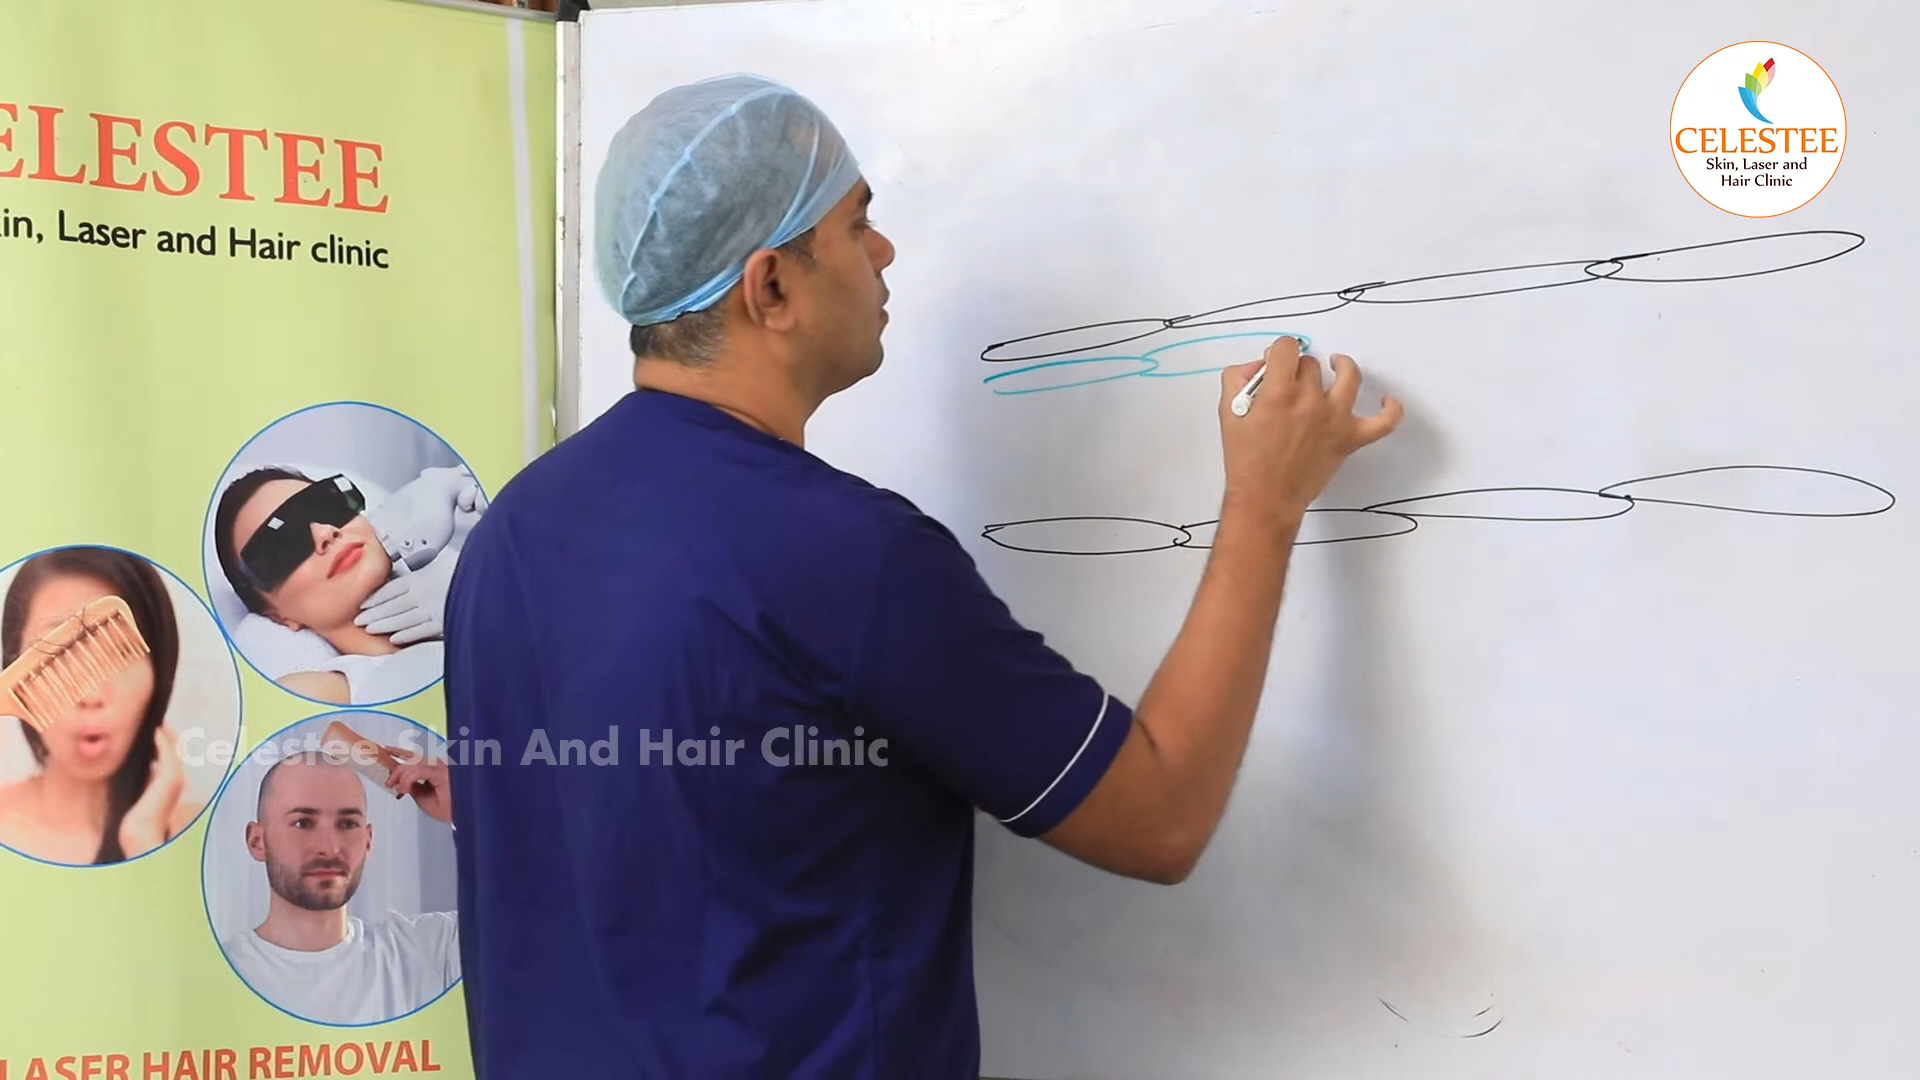 ELESTEE
in, Laser and Hair clinic
CELESTEE
Skin, Laser and
Hair Clinic
Celestee Skin And Hair Clinic
LASER HAIR REMOVAL